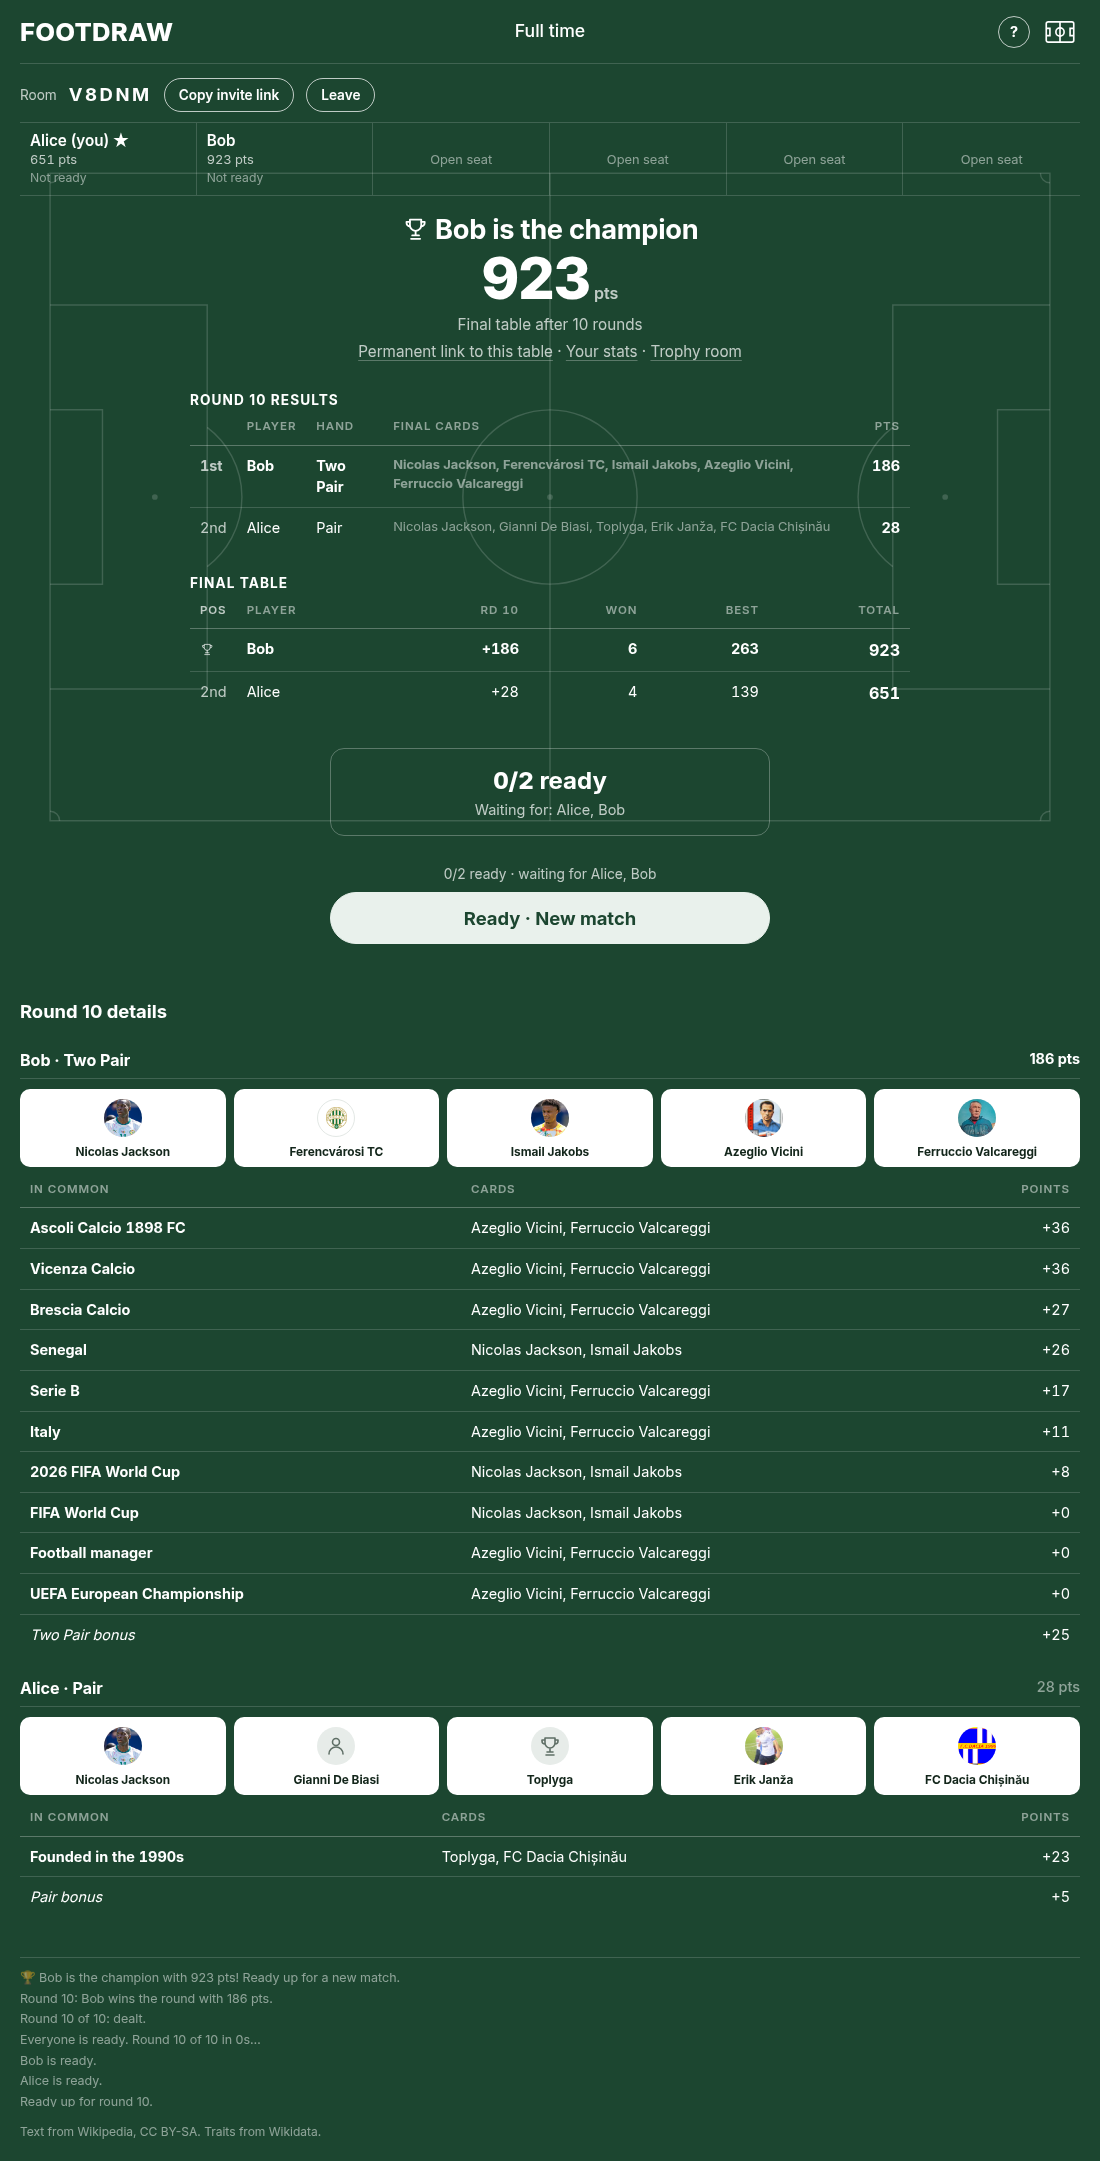 FOOTDRAW
Full time
?
Room V8DNM Copy invite link Leave
Alice (you) ★
651 pts
Not ready
Bob
923 pts
Not ready
Open seat
Open seat
Open seat
Open seat
Bob is the champion
923 pts
Final table after 10 rounds
Permanent link to this table · Your stats · Trophy room
ROUND 10 RESULTS
PLAYER HAND FINAL CARDS PTS
1st Bob Two Pair Nicolas Jackson, Ferencvárosi TC, Ismail Jakobs, Azeglio Vicini, Ferruccio Valcareggi 186
2nd Alice Pair Nicolas Jackson, Gianni De Biasi, Toplyga, Erik Janža, FC Dacia Chișinău 28
FINAL TABLE
POS PLAYER RD 10 WON BEST TOTAL
Bob +186 6 263 923
2nd Alice +28 4 139 651
0/2 ready
Waiting for: Alice, Bob
0/2 ready · waiting for Alice, Bob
Ready · New match
Round 10 details
Bob · Two Pair 186 pts
Nicolas Jackson
Ferencvárosi TC
Ismail Jakobs
Azeglio Vicini
Ferruccio Valcareggi
IN COMMON CARDS POINTS
Ascoli Calcio 1898 FC Azeglio Vicini, Ferruccio Valcareggi +36
Vicenza Calcio Azeglio Vicini, Ferruccio Valcareggi +36
Brescia Calcio Azeglio Vicini, Ferruccio Valcareggi +27
Senegal Nicolas Jackson, Ismail Jakobs +26
Serie B Azeglio Vicini, Ferruccio Valcareggi +17
Italy Azeglio Vicini, Ferruccio Valcareggi +11
2026 FIFA World Cup Nicolas Jackson, Ismail Jakobs +8
FIFA World Cup Nicolas Jackson, Ismail Jakobs +0
Football manager Azeglio Vicini, Ferruccio Valcareggi +0
UEFA European Championship Azeglio Vicini, Ferruccio Valcareggi +0
Two Pair bonus +25
Alice · Pair 28 pts
Nicolas Jackson
Gianni De Biasi
Toplyga
Erik Janža
FC Dacia Chișinău
IN COMMON CARDS POINTS
Founded in the 1990s Toplyga, FC Dacia Chișinău +23
Pair bonus +5
🏆 Bob is the champion with 923 pts! Ready up for a new match.
Round 10: Bob wins the round with 186 pts.
Round 10 of 10: dealt.
Everyone is ready. Round 10 of 10 in 0s...
Bob is ready.
Alice is ready.
Ready up for round 10.
Text from Wikipedia, CC BY-SA. Traits from Wikidata.